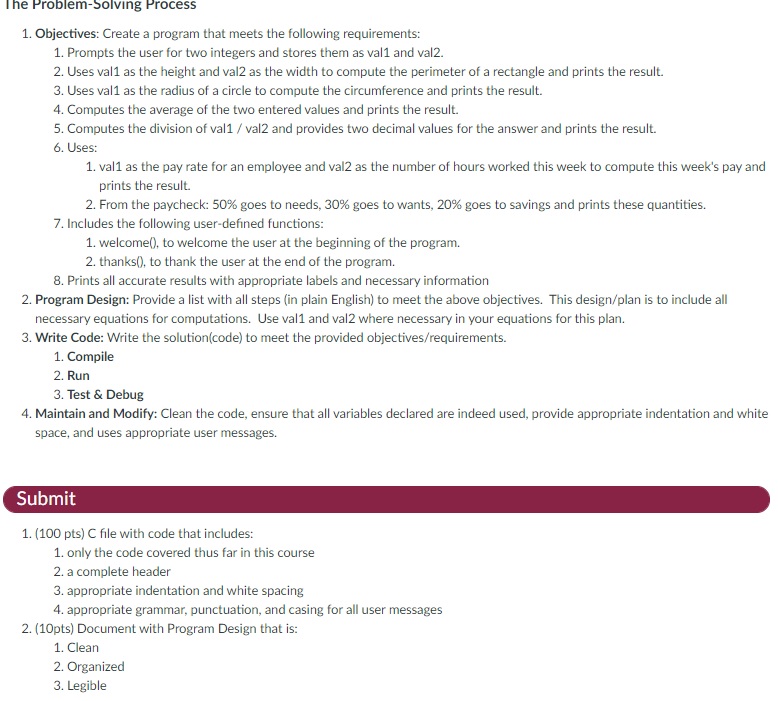 The Problem-Solving Process
1. Objectives: Create a program that meets the following requirements:
1. Prompts the user for two integers and stores them as val1 and val2.
2. Uses val1 as the height and val2 as the width to compute the perimeter of a rectangle and prints the result.
3. Uses val1 as the radius of a circle to compute the circumference and prints the result.
4. Computes the average of the two entered values and prints the result.
5. Computes the division of val1 / val2 and provides two decimal values for the answer and prints the result.
6. Uses:
1. val1 as the pay rate for an employee and val2 as the number of hours worked this week to compute this week's pay and
prints the result.
2. From the paycheck: 50% goes to needs, 30% goes to wants, 20% goes to savings and prints these quantities.
7. Includes the following user-defined functions:
1. welcome(), to welcome the user at the beginning of the program.
2. thanks(), to thank the user at the end of the program.
8. Prints all accurate results with appropriate labels and necessary information
2. Program Design: Provide a list with all steps (in plain English) to meet the above objectives. This design/plan is to include all
necessary equations for computations. Use val1 and val2 where necessary in your equations for this plan.
3. Write Code: Write the solution(code) to meet the provided objectives/requirements.
1. Compile
2. Run
3. Test & Debug
4. Maintain and Modify: Clean the code, ensure that all variables declared are indeed used, provide appropriate indentation and white
space, and uses appropriate user messages.
Submit
1. (100 pts) C file with code that includes:
1. only the code covered thus far in this course
2. a complete header
3. appropriate indentation and white spacing
4. appropriate grammar, punctuation, and casing for all user messages
2. (10pts) Document with Program Design that is:
1. Clean
2. Organized
3. Legible